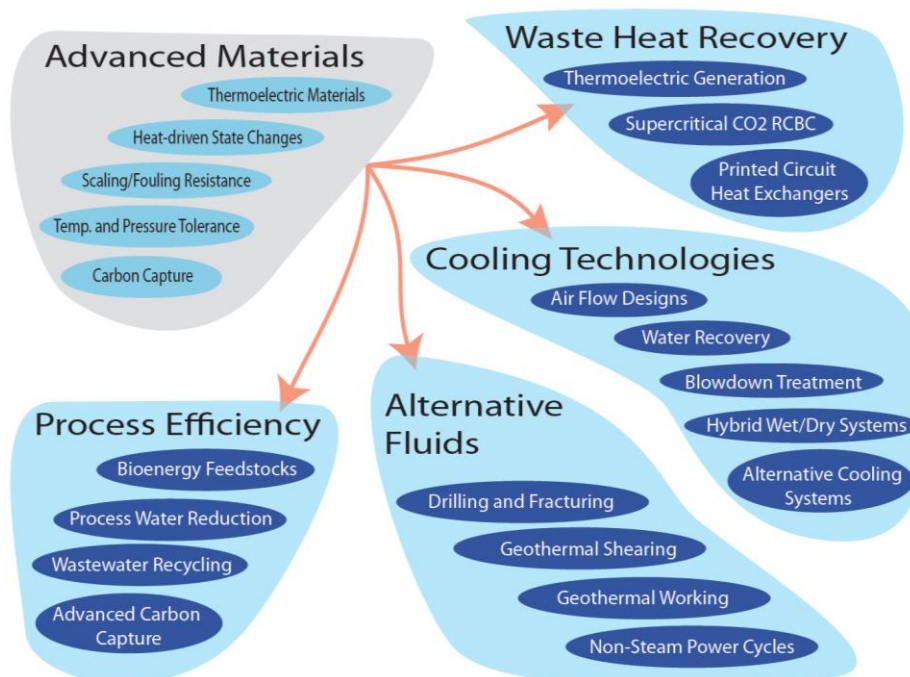 Advanced Materials
Thermoelectric Materials
Heat-driven State Changes
Scaling/Fouling Resistance
Temp. and Pressure Tolerance
Carbon Capture
Waste Heat Recovery
Thermoelectric Generation
Supercritical CO2 RCBC
Printed Circuit
Heat Exchangers
Cooling Technologies
Air Flow Designs
Water Recovery
Blowdown Treatment
Hybrid Wet/Dry Systems
Alternative Cooling
Systems
Process Efficiency
Bioenergy Feedstocks
Process Water Reduction
Wastewater Recycling
Advanced Carbon
Capture
Alternative
Fluids
Drilling and Fracturing
Geothermal Shearing
Geothermal Working
Non-Steam Power Cycles